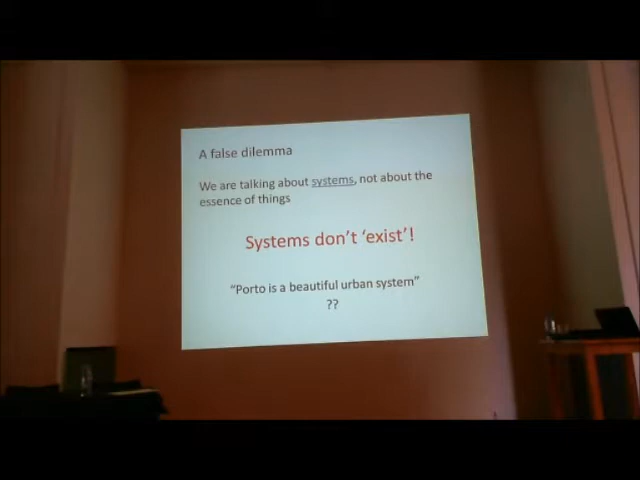 A false dilemma
We are talking about systems, not about the
essence of things
Systems don't 'exist'!
"Porto is a beautiful urban system"
??